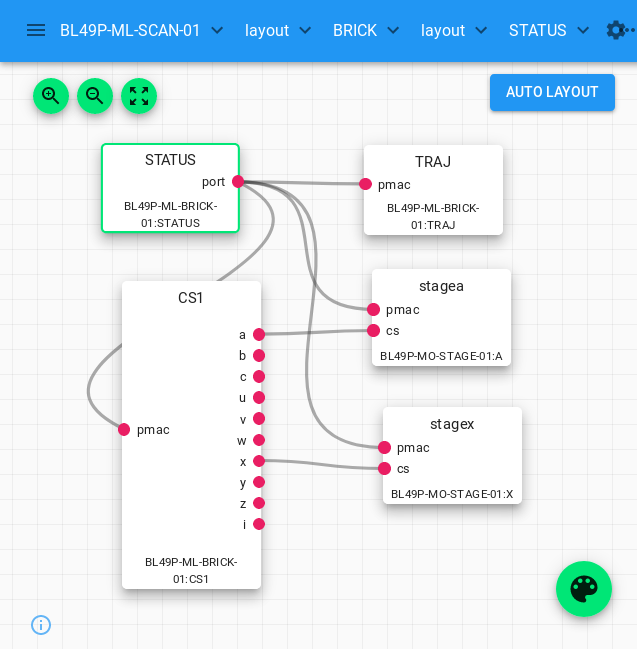 BL49P-ML-SCAN-01 layout BRICK layout STATUS
AUTO LAYOUT
STATUS
port
BL49P-ML-BRICK-
01:STATUS
TRAJ
pmac
BL49P-ML-BRICK-
01:TRAJ
stagea
pmac
cs
BL49P-MO-STAGE-01:A
CS1
a
b
c
u
v
w
x
y
z
i
pmac
BL49P-ML-BRICK-
01:CS1
stagex
pmac
cs
BL49P-MO-STAGE-01:X